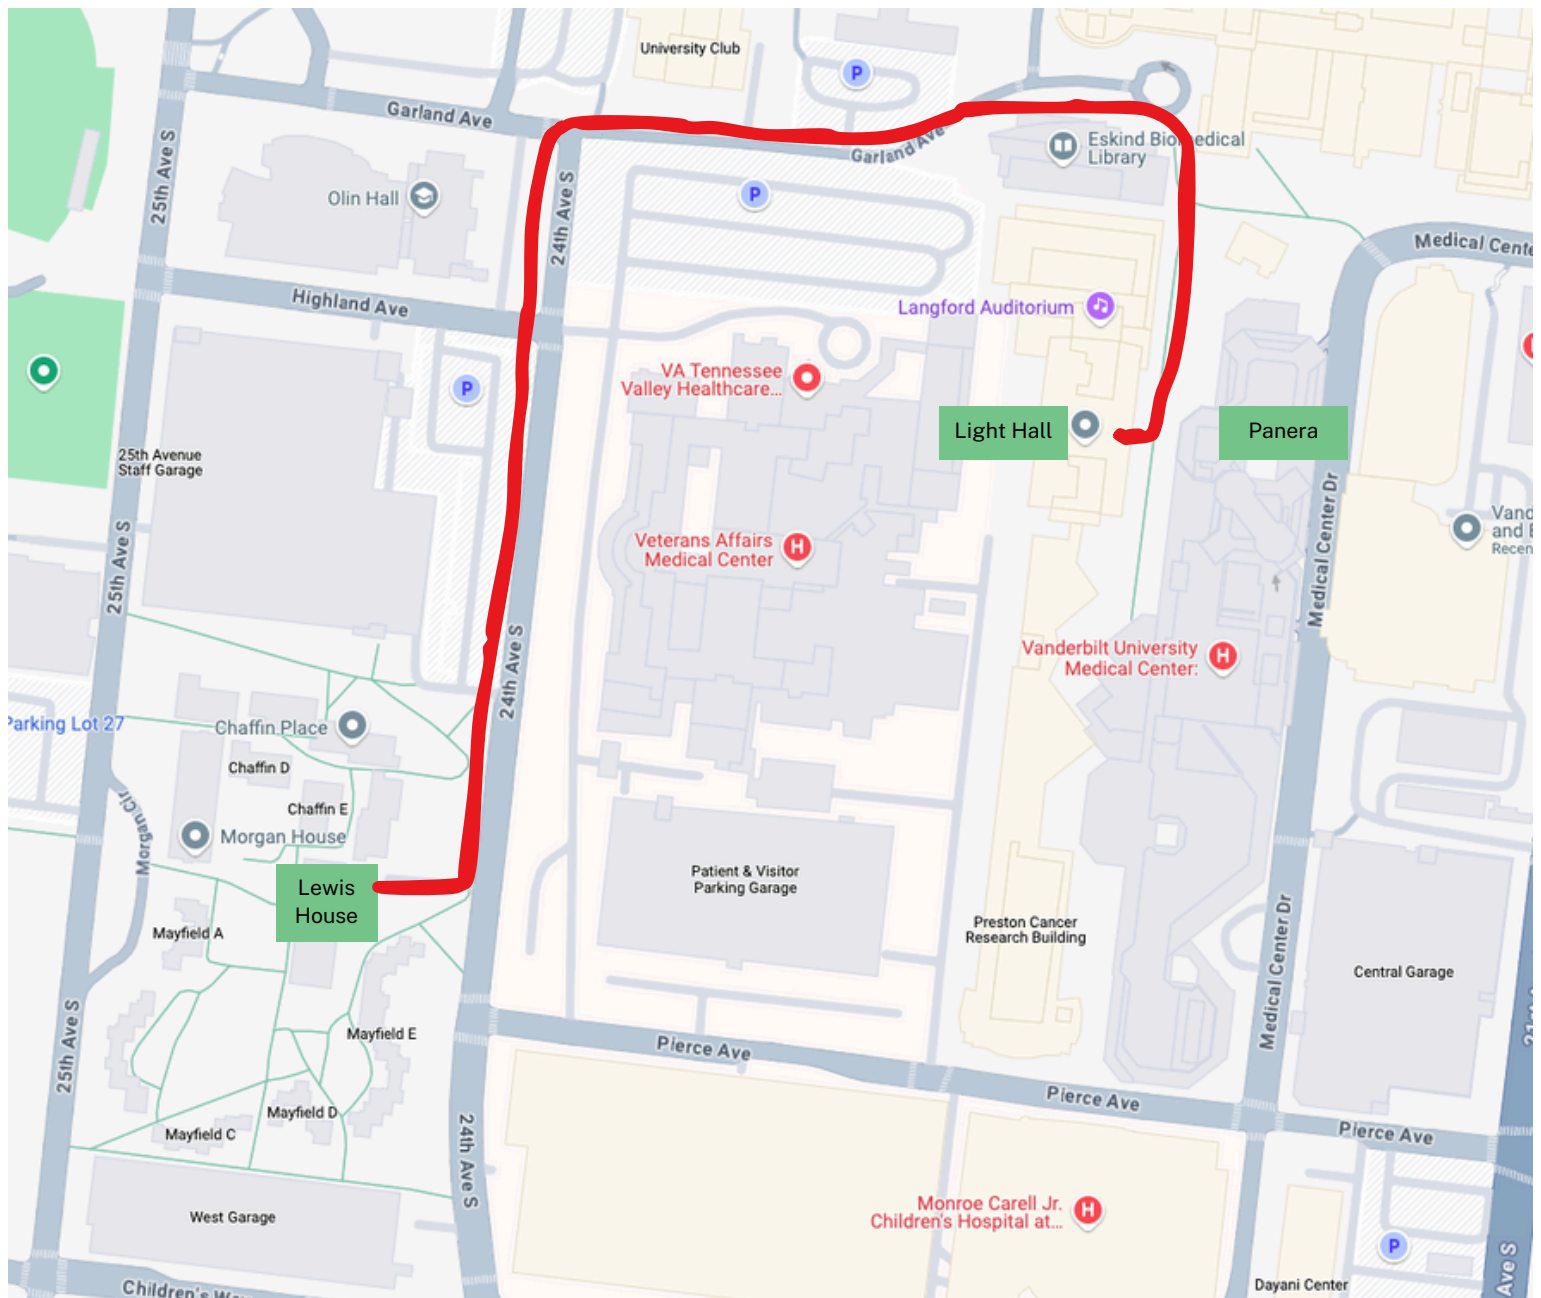 University Club
P
Garland Ave
25th Ave S
Olin Hall
24th Ave S
P
Garland Ave
Eskind Biomedical
Library
Medical Cente
Highland Ave
Langford Auditorium
VA Tennessee
Valley Healthcare...
P
Light Hall
Panera
25th Avenue
Staff Garage
Medical Center Dr
Vand
and E
Recen
25th Ave S
Veterans Affairs
Medical Center
H
24th Ave S
Vanderbilt University
Medical Center:
H
Parking Lot 27
Chaffin Place
Chaffin D
Chaffin E
Morgan Cir
Morgan House
Lewis
House
Patient & Visitor
Parking Garage
Mayfield A
Preston Cancer
Research Building
Medical Center Dr
Central Garage
25th Ave S
Mayfield E
Pierce Ave
Pierce Ave
Mayfield D
Mayfield C
Pierce Ave
24th Ave S
West Garage
Monroe Carell Jr.
Children's Hospital at...
H
P
Ave S
Dayani Center
Children's Wa